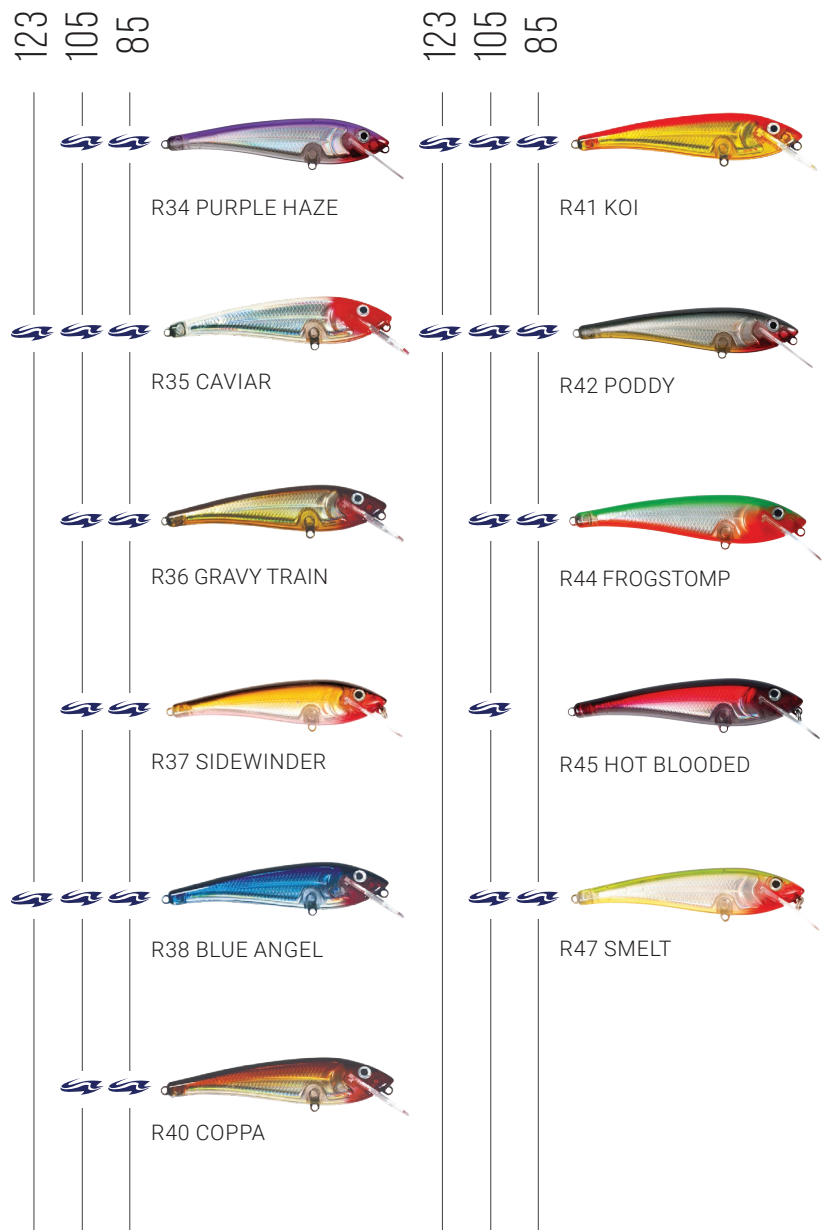 123 105 85
123 105 85
R34 PURPLE HAZE
R41 KOI
R35 CAVIAR
R42 PODDY
R36 GRAVY TRAIN
R44 FROGSTOMP
R37 SIDEWINDER
R45 HOT BLOODED
R38 BLUE ANGEL
R47 SMELT
R40 COPPA